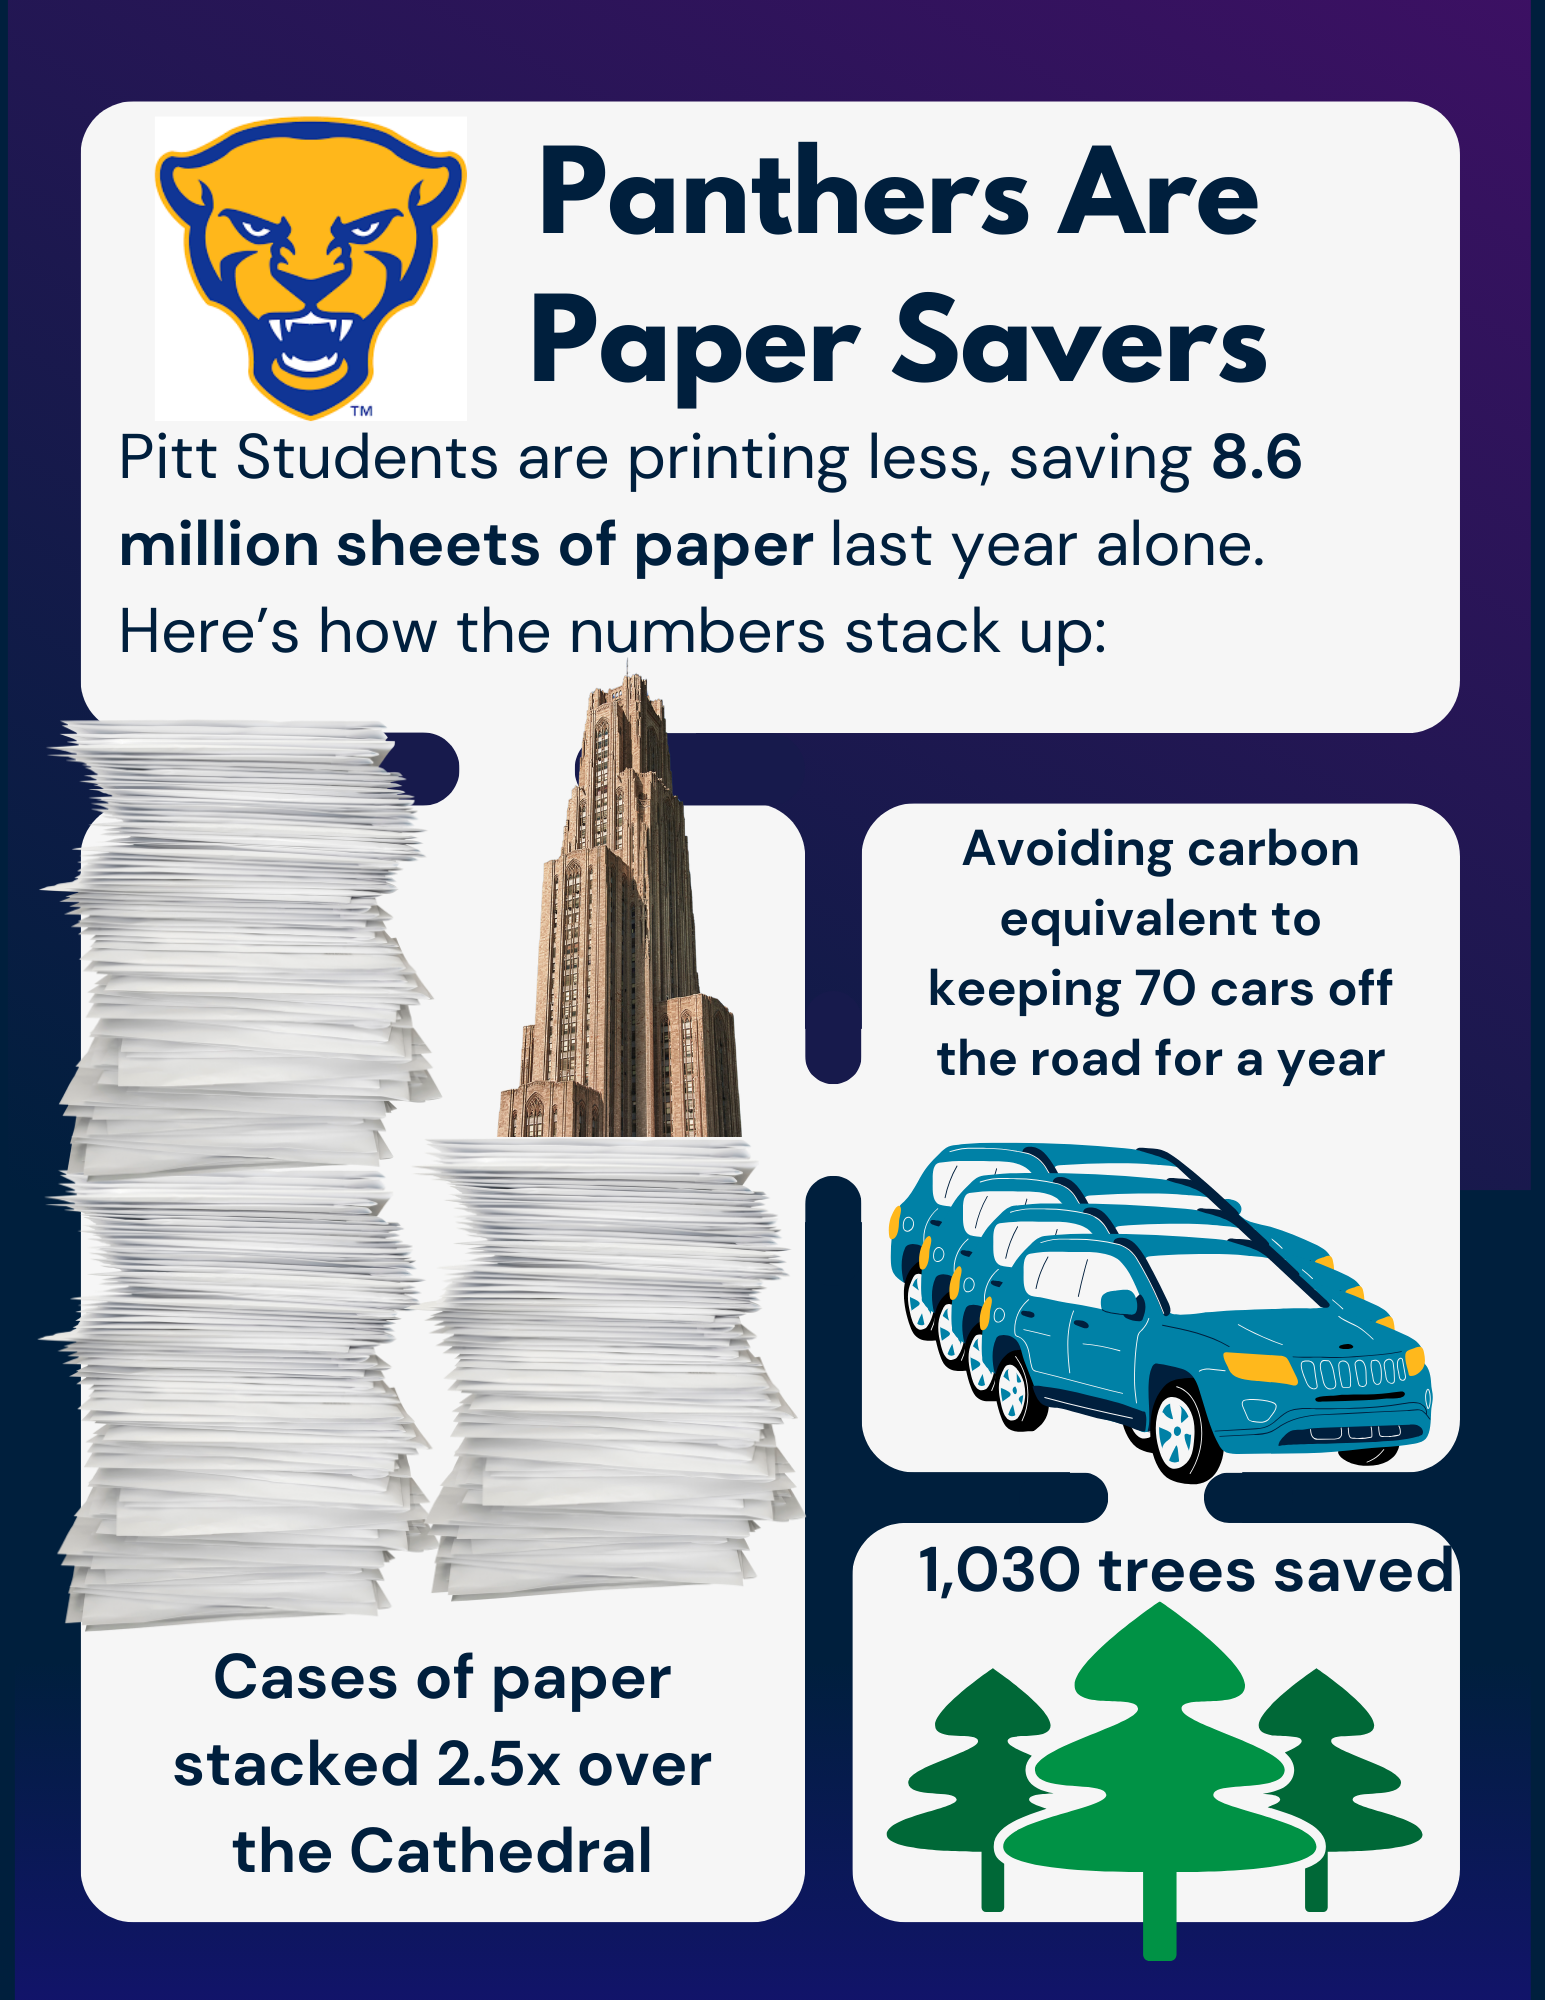 Panthers Are
Paper Savers
TM
Pitt Students are printing less, saving 8.6
million sheets of paper last year alone.
Here’s how the numbers stack up:
Avoiding carbon
equivalent to
keeping 70 cars off
the road for a year
1,030 trees saved
Cases of paper
stacked 2.5x over
the Cathedral